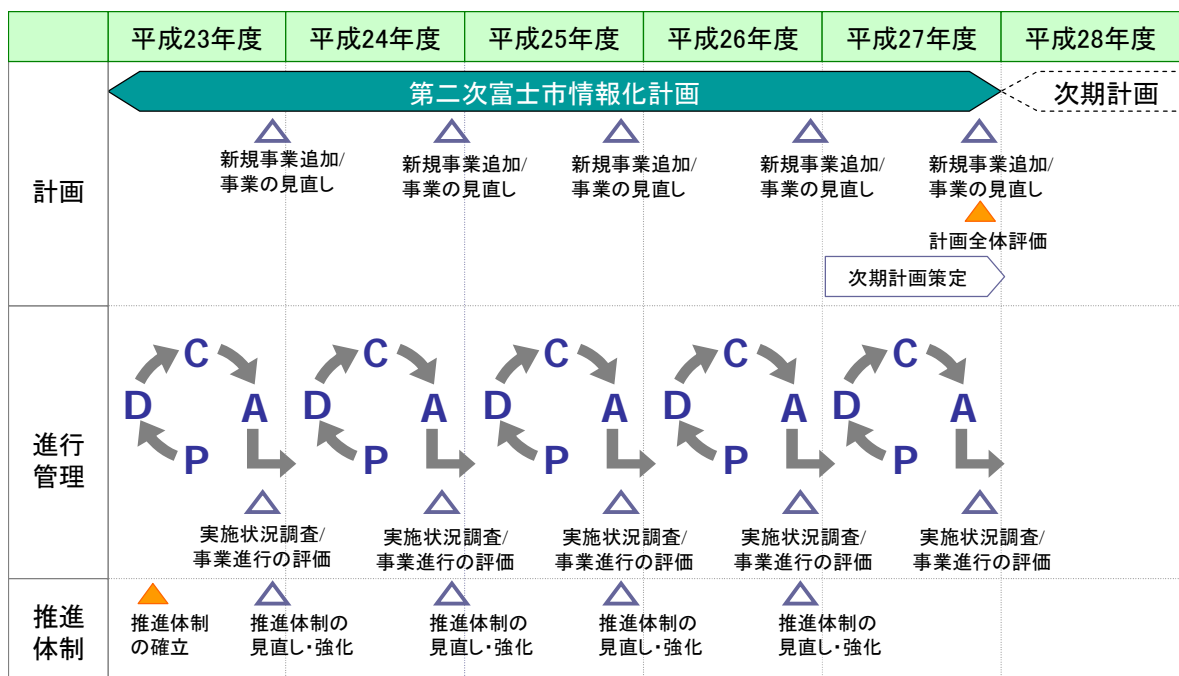 平成23年度 平成24年度 平成25年度 平成26年度 平成27年度 平成28年度
計画
第二次富士市情報化計画
次期計画
新規事業追加/
事業の見直し
新規事業追加/
事業の見直し
新規事業追加/
事業の見直し
新規事業追加/
事業の見直し
新規事業追加/
事業の見直し
計画全体評価
次期計画策定
進行
管理
C
D A
P
C
D A
P
C
D A
P
C
D A
P
C
D A
P
実施状況調査/
事業進行の評価
実施状況調査/
事業進行の評価
実施状況調査/
事業進行の評価
実施状況調査/
事業進行の評価
実施状況調査/
事業進行の評価
推進
体制
推進体制
の確立
推進体制の
見直し・強化
推進体制の
見直し・強化
推進体制の
見直し・強化
推進体制の
見直し・強化